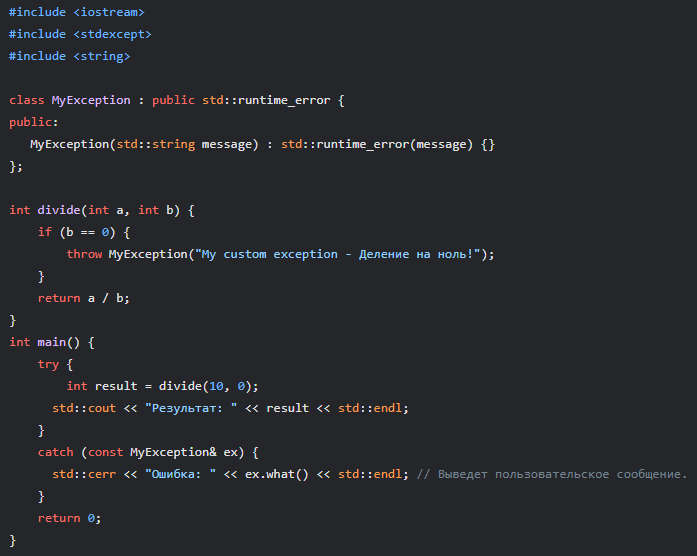 #include <iostream>
#include <stdexcept>
#include <string>

class MyException : public std::runtime_error {
public:
   MyException(std::string message) : std::runtime_error(message) {}
};

int divide(int a, int b) {
    if (b == 0) {
        throw MyException("My custom exception - Деление на ноль!");
    }
    return a / b;
}
int main() {
    try {
        int result = divide(10, 0);
      std::cout << "Результат: " << result << std::endl;
    }
    catch (const MyException& ex) {
      std::cerr << "Ошибка: " << ex.what() << std::endl; // Выведет пользовательское сообщение.
    }
    return 0;
}